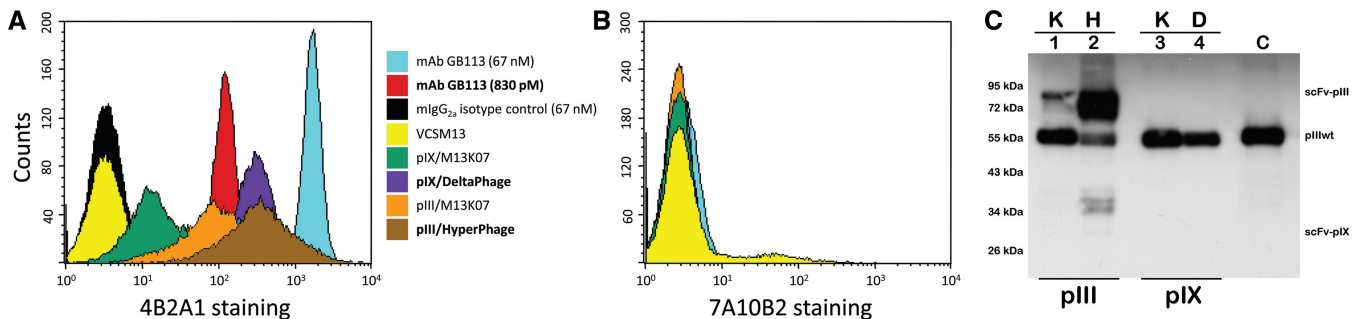 A
200
160
120
80
40
Counts
10⁰ 10¹ 10² 10³ 10⁴
4B2A1 staining
mAb GB113 (67 nM)
mAb GB113 (830 pM)
mIgG₂ₐ isotype control (67 nM)
VCSM13
pIX/M13K07
pIX/DeltaPhage
pIII/M13K07
pIII/HyperPhage
B
300
240
180
120
60
10⁰ 10¹ 10² 10³ 10⁴
7A10B2 staining
C
K H K D
1 2 3 4 C
95 kDa
72 kDa
55 kDa
43 kDa
34 kDa
26 kDa
scFv-pIII
pIIIwt
scFv-pIX
pIII pIX